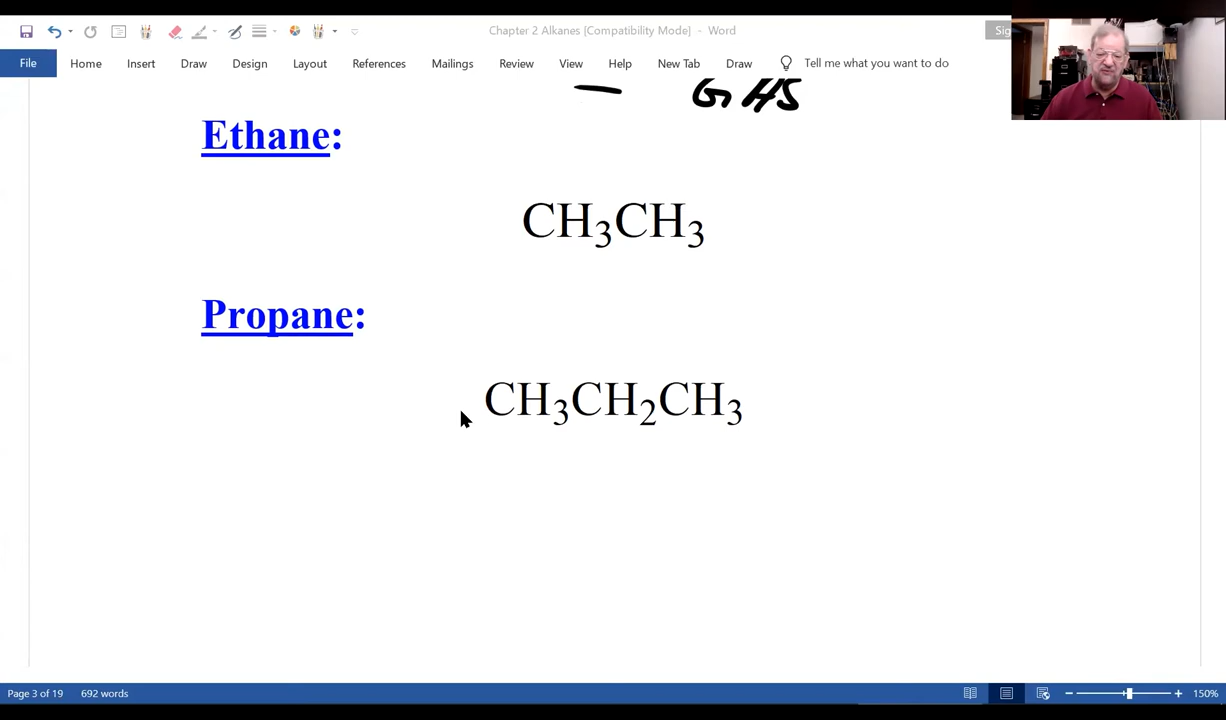 Chapter 2 Alkanes [Compatibility Mode] - Word
File Home Insert Draw Design Layout References Mailings Review View Help New Tab Draw Tell me what you want to do
Ethane:
CH₃CH₃
Propane:
CH₃CH₂CH₃
Page 3 of 19 692 words 150%